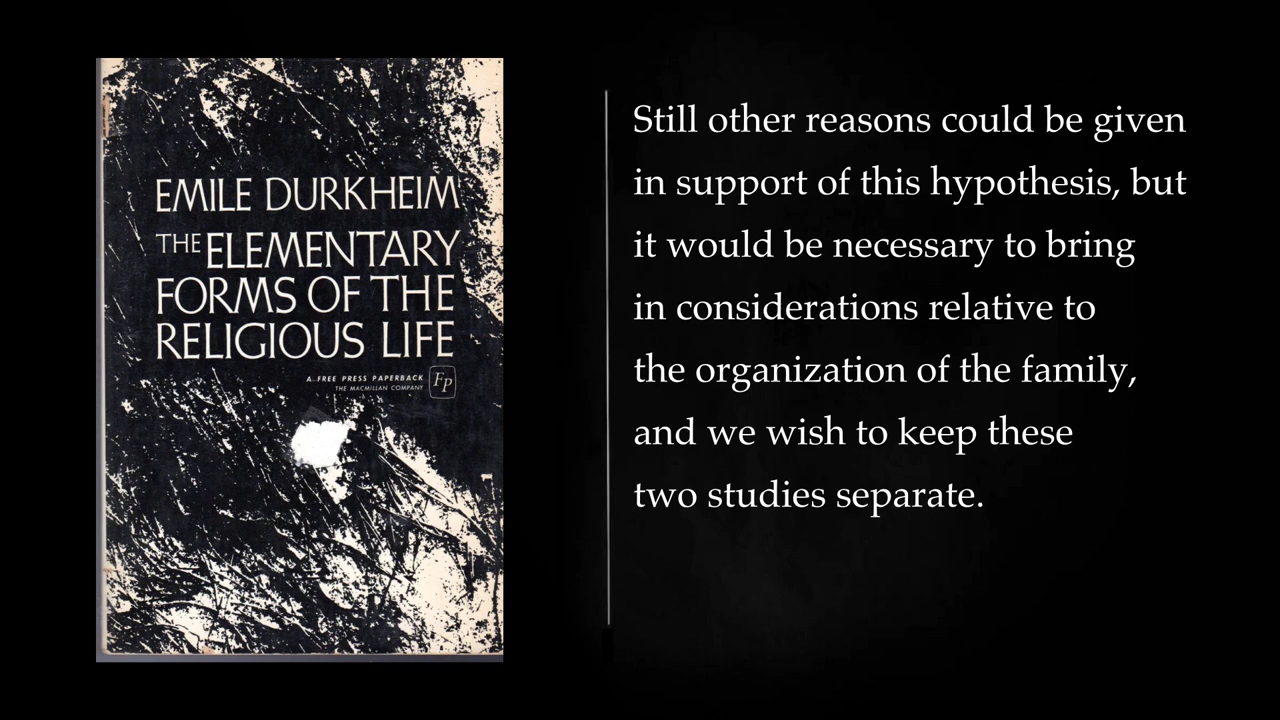 EMILE DURKHEIM
THE ELEMENTARY
FORMS OF THE
RELIGIOUS LIFE
A FREE PRESS PAPERBACK
THE MACMILLAN COMPANY
Fp
Still other reasons could be given
in support of this hypothesis, but
it would be necessary to bring
in considerations relative to
the organization of the family,
and we wish to keep these
two studies separate.